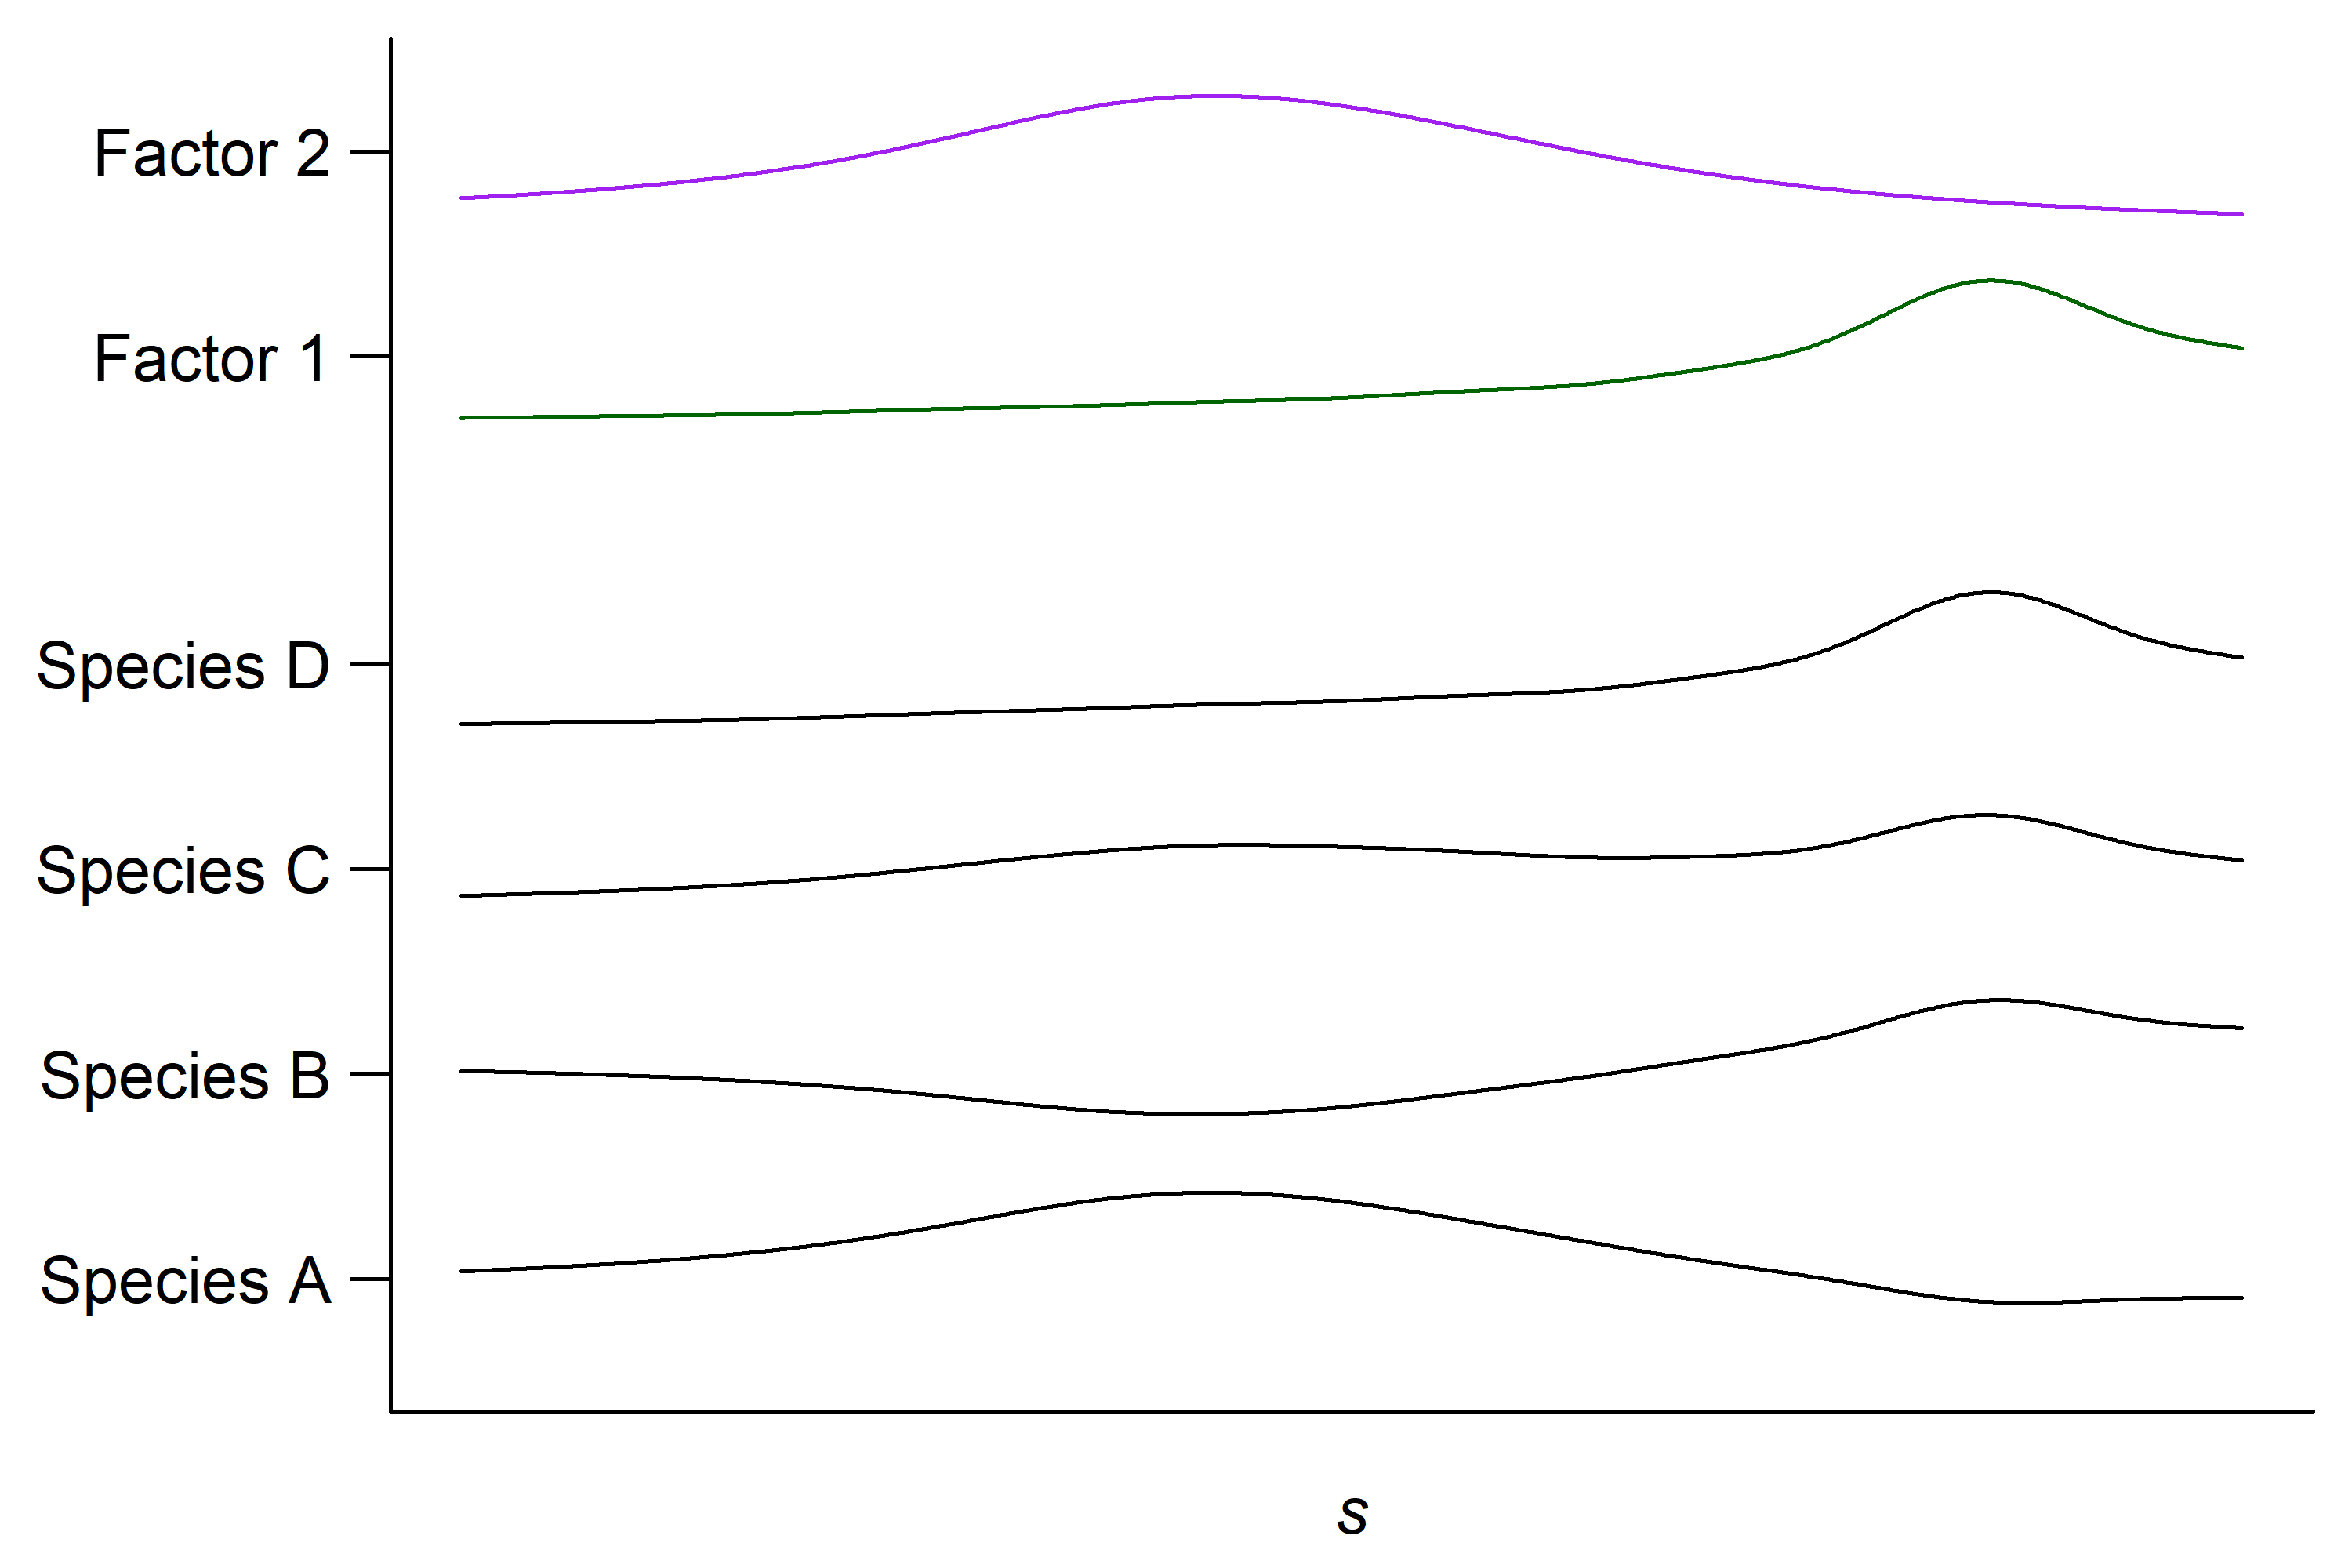 Factor 2
Factor 1
Species D
Species C
Species B
Species A
s